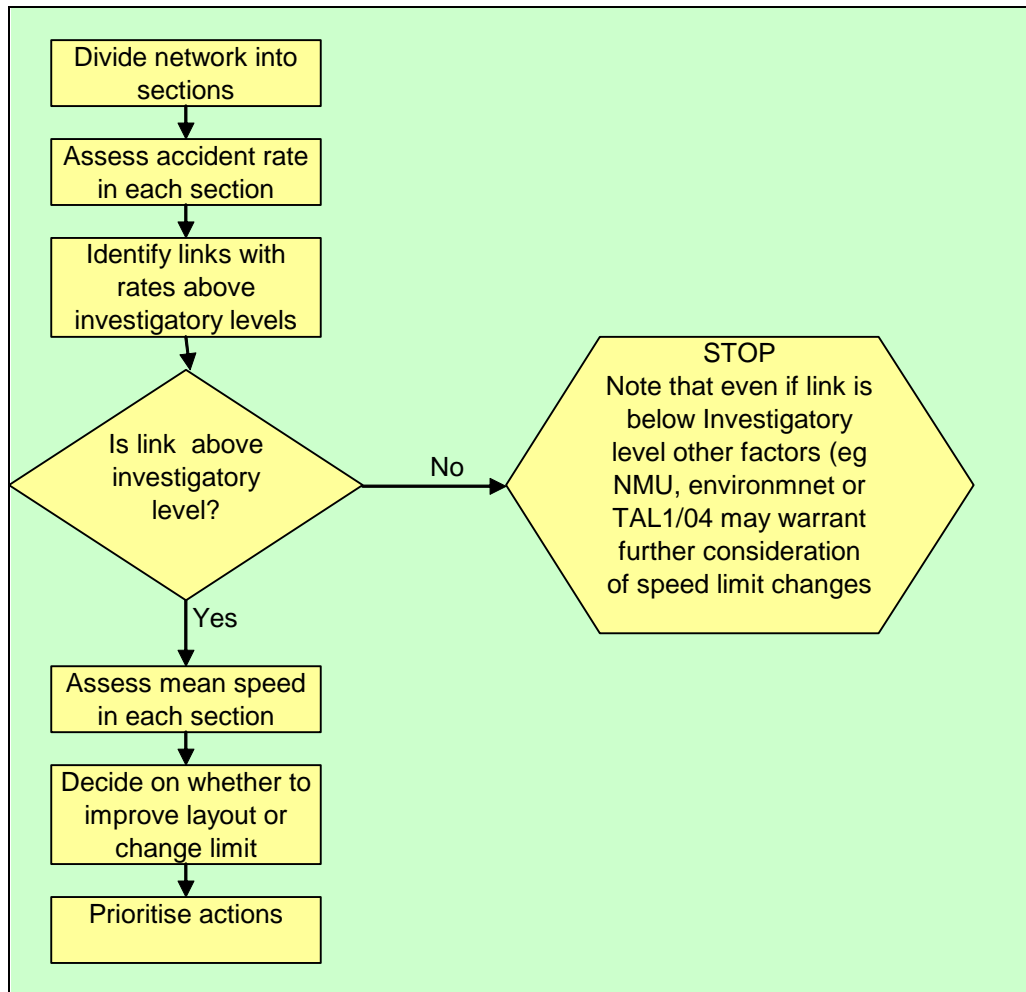 Divide network into
sections
Assess accident rate
in each section
Identify links with
rates above
investigatory levels
Is link above
investigatory
level?
No
STOP
Note that even if link is
below Investigatory
level other factors (eg
NMU, environmnet or
TAL1/04 may warrant
further consideration
of speed limit changes
Yes
Assess mean speed
in each section
Decide on whether to
improve layout or
change limit
Prioritise actions